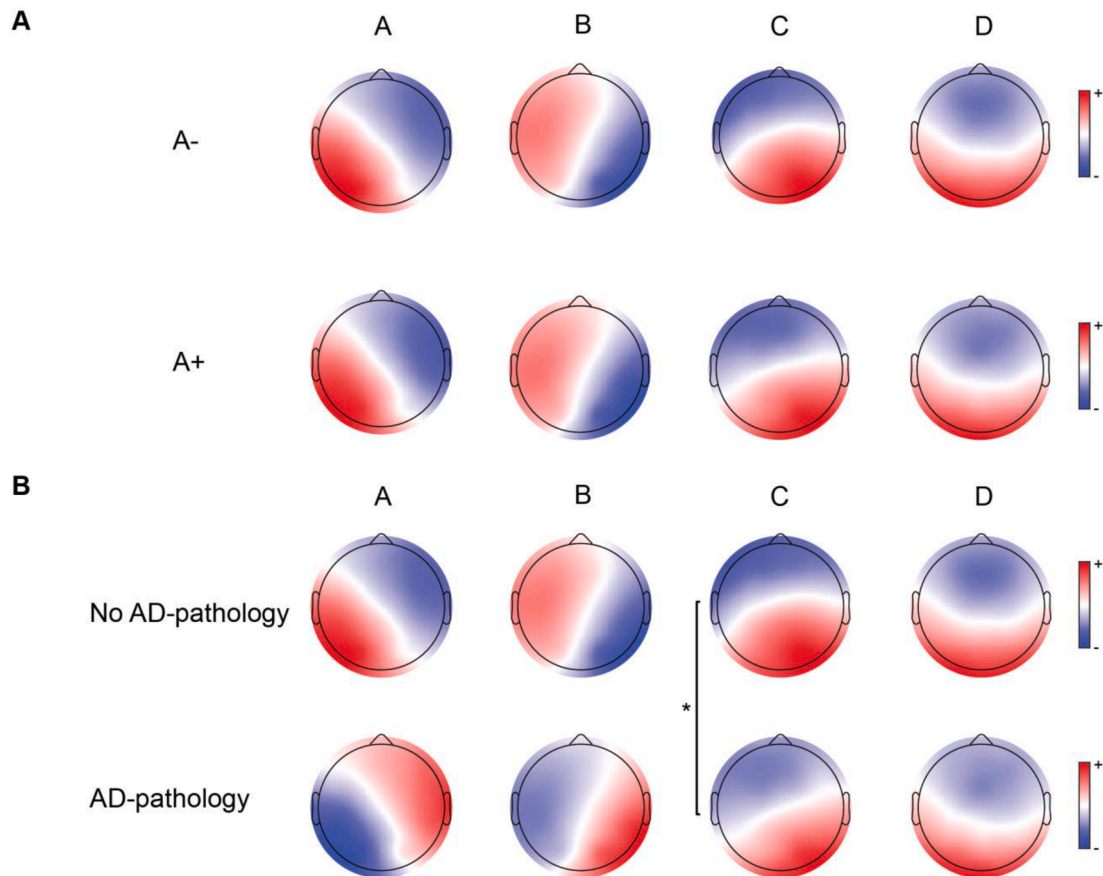 A
A B C D
A-
+
-
A+
+
-
B
A B C D
No AD-pathology
+
-
*
AD-pathology
+
-